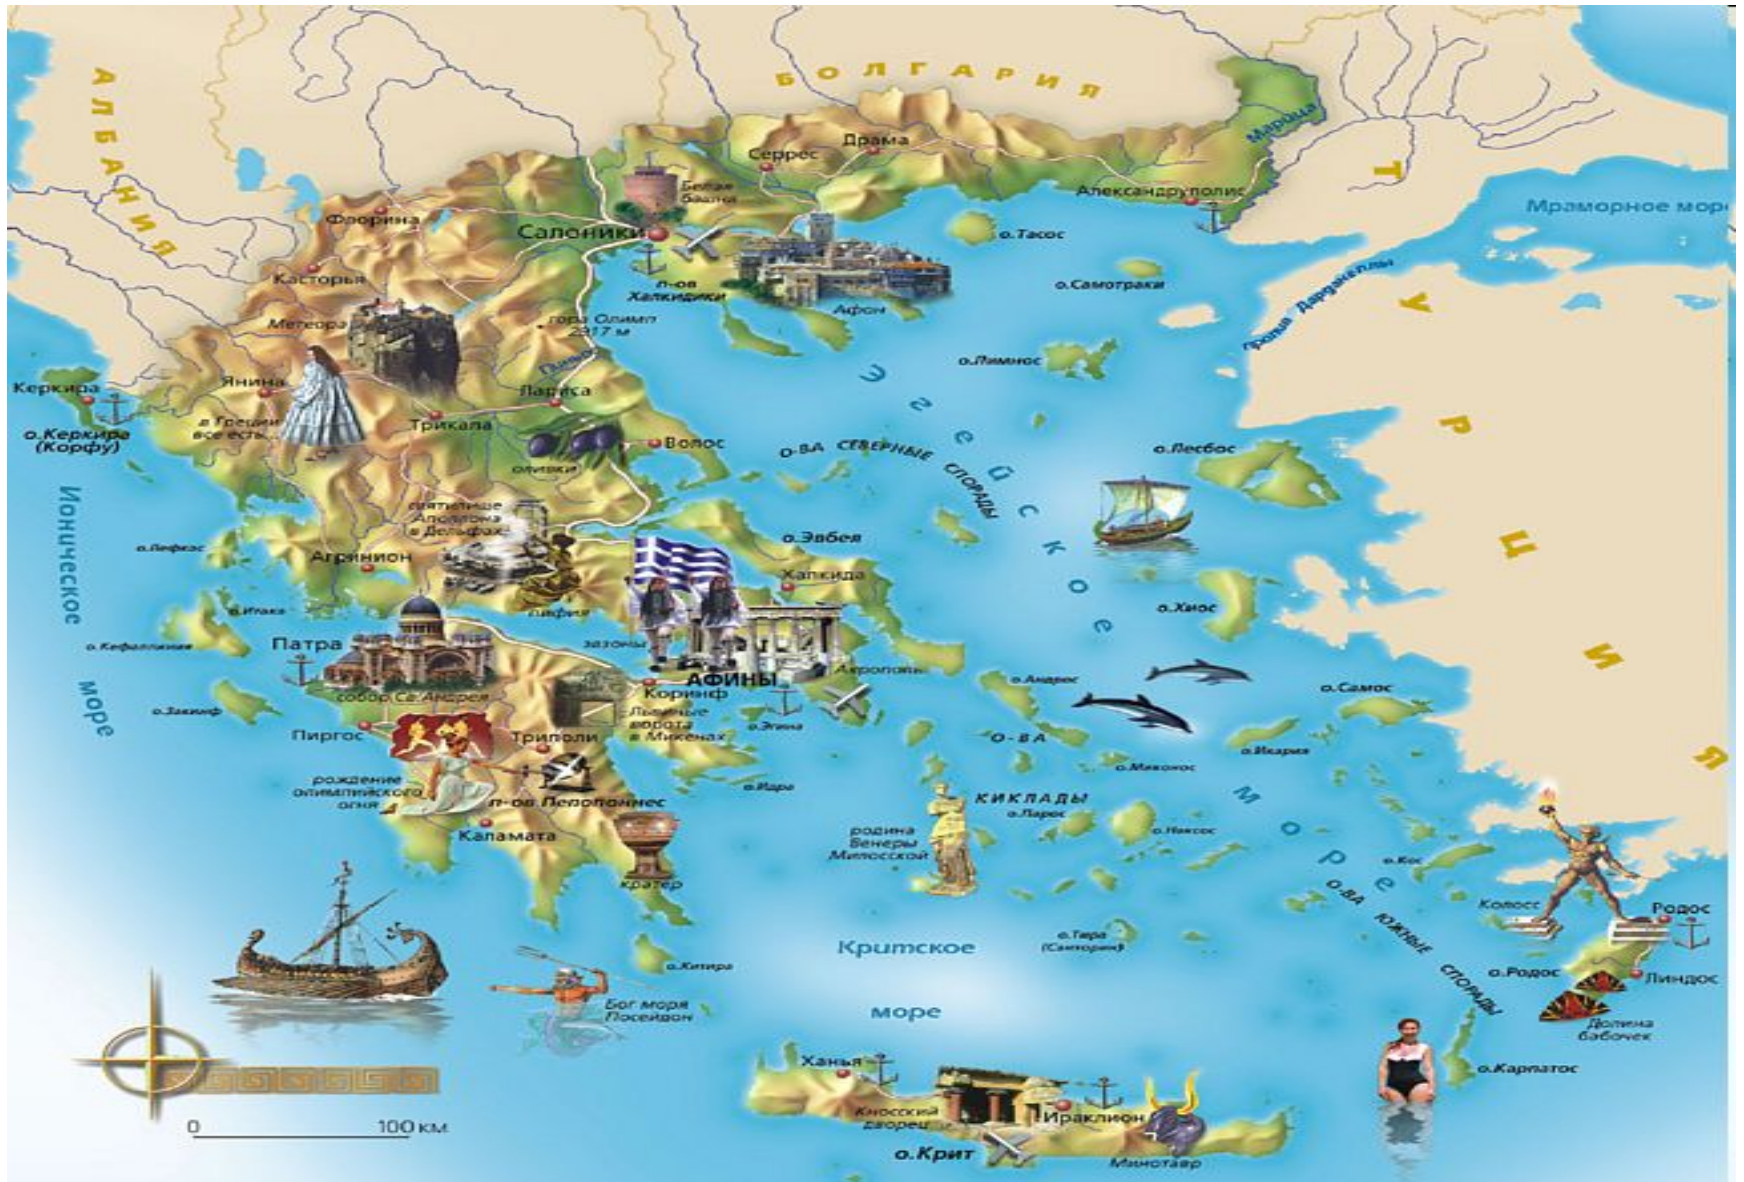 БОЛГАРИЯ
АЛБАНИЯ
ТУРЦИЯ
Марица
Драма
Серрес
Белая
башня
Александруполис
Мраморное море
Флорина
Салоники
о.Тасос
Касторья
п-ов
Халкидики
о.Самотраки
пролив Дарданеллы
Афон
Метеора
гора Олимп
2917 м
о.Лимнос
Керкира
Янина
Лариса
Эгейское море
в Греции
все есть...
Трикала
о.Керкира
(Корфу)
Волос
О-ВА СЕВЕРНЫЕ СПОРАДЫ
о.Лесбос
оливки
Ионическое море
святилище
Аполлона
в Дельфах
о.Лефкас
Агринион
о.Эвбея
Халкида
пифия
о.Итака
о.Хиос
Патра
о.Кефаллиния
эвзоны
Акрополь
АФИНЫ
Коринф
собор Св.Андрея
о.Андрос
о.Самос
о.Закинф
Львиные
ворота
в Микенах
о.Эгина
Пиргос
Триполи
О-ВА
КИКЛАДЫ
о.Икария
о.Миконос
рождение
олимпийского
огня
о.Идра
п-ов Пелопоннес
о.Парос
Каламата
родина
Венеры
Милосской
о.Наксос
кратер
о.Кос
О-ВА ЮЖНЫЕ СПОРАДЫ
Колосс
Родос
Критское
море
о.Тира
(Санторин)
о.Китира
о.Родос
Линдос
Бог моря
Посейдон
Долина
бабочек
Ханья
о.Карпатос
Кносский
дворец
Ираклион
0 100 км
о.Крит
Минотавр